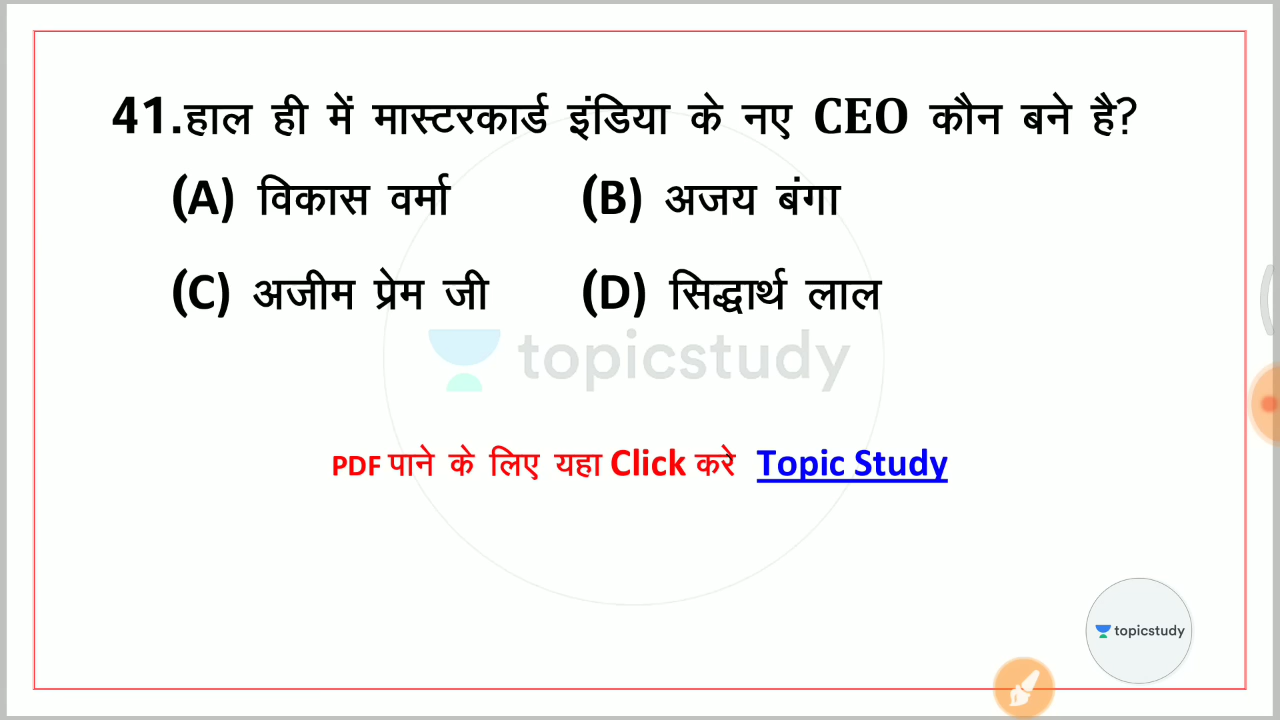 41.हाल ही में मास्टरकार्ड इंडिया के नए CEO कौन बने है?
(A) विकास वर्मा (B) अजय बंगा
(C) अजीम प्रेम जी (D) सिद्धार्थ लाल
topicstudy
PDF पाने के लिए यहा Click करे Topic Study
topicstudy